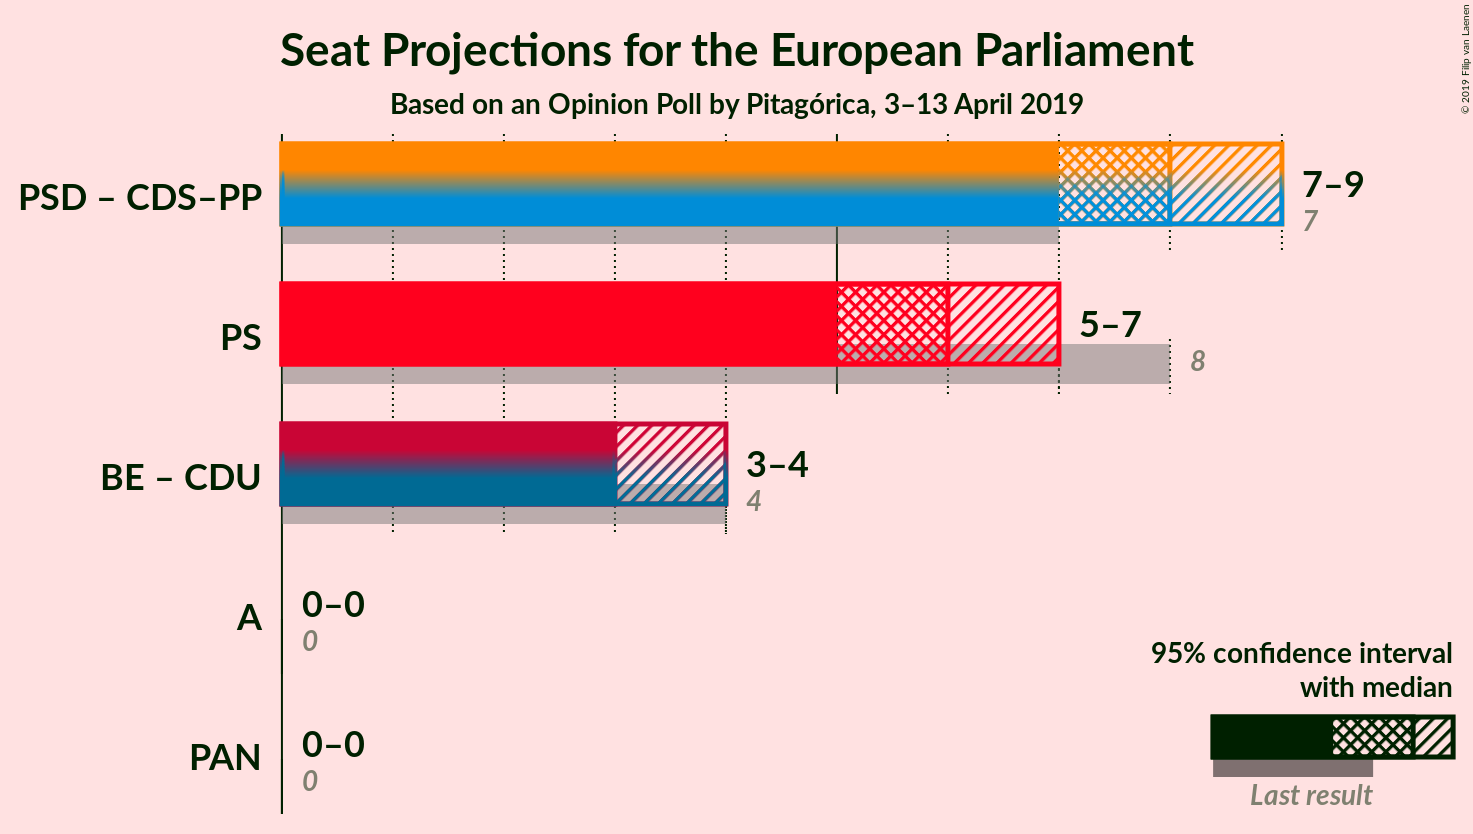 Seat Projections for the European Parliament
Based on an Opinion Poll by Pitagórica, 3–13 April 2019
© 2019 Filip van Laenen
PSD – CDS–PP
7–9
7
PS
5–7
8
BE – CDU
3–4
4
A
0–0
0
PAN
0–0
0
95% confidence interval
with median
Last result